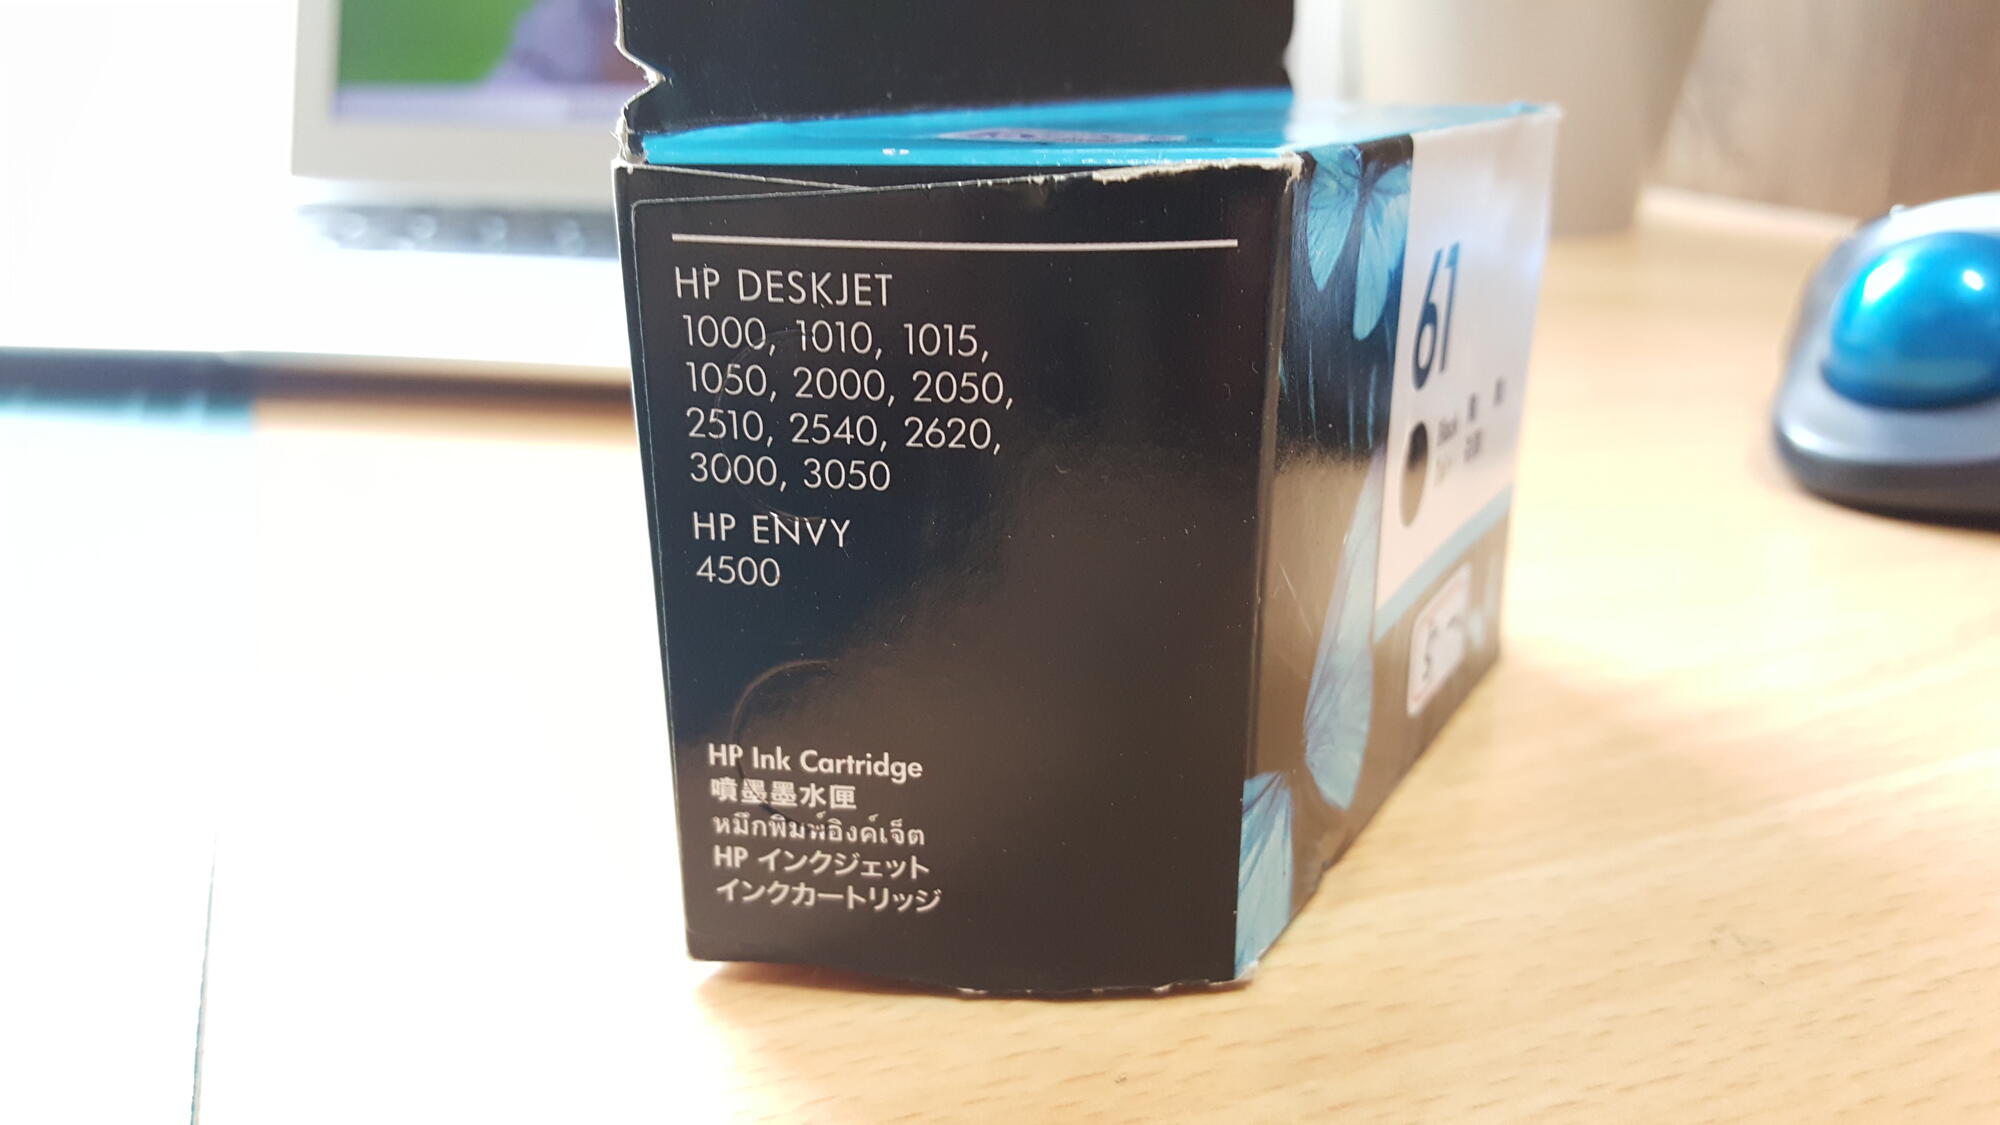 HP DESKJET
1000, 1010, 1015,
1050, 2000, 2050,
2510, 2540, 2620,
3000, 3050
HP ENVY
4500
HP Ink Cartridge
噴墨墨水匣
หมึกพิมพ์อิงค์เจ็ต
HP インクジェット
インクカートリッジ
61
Black